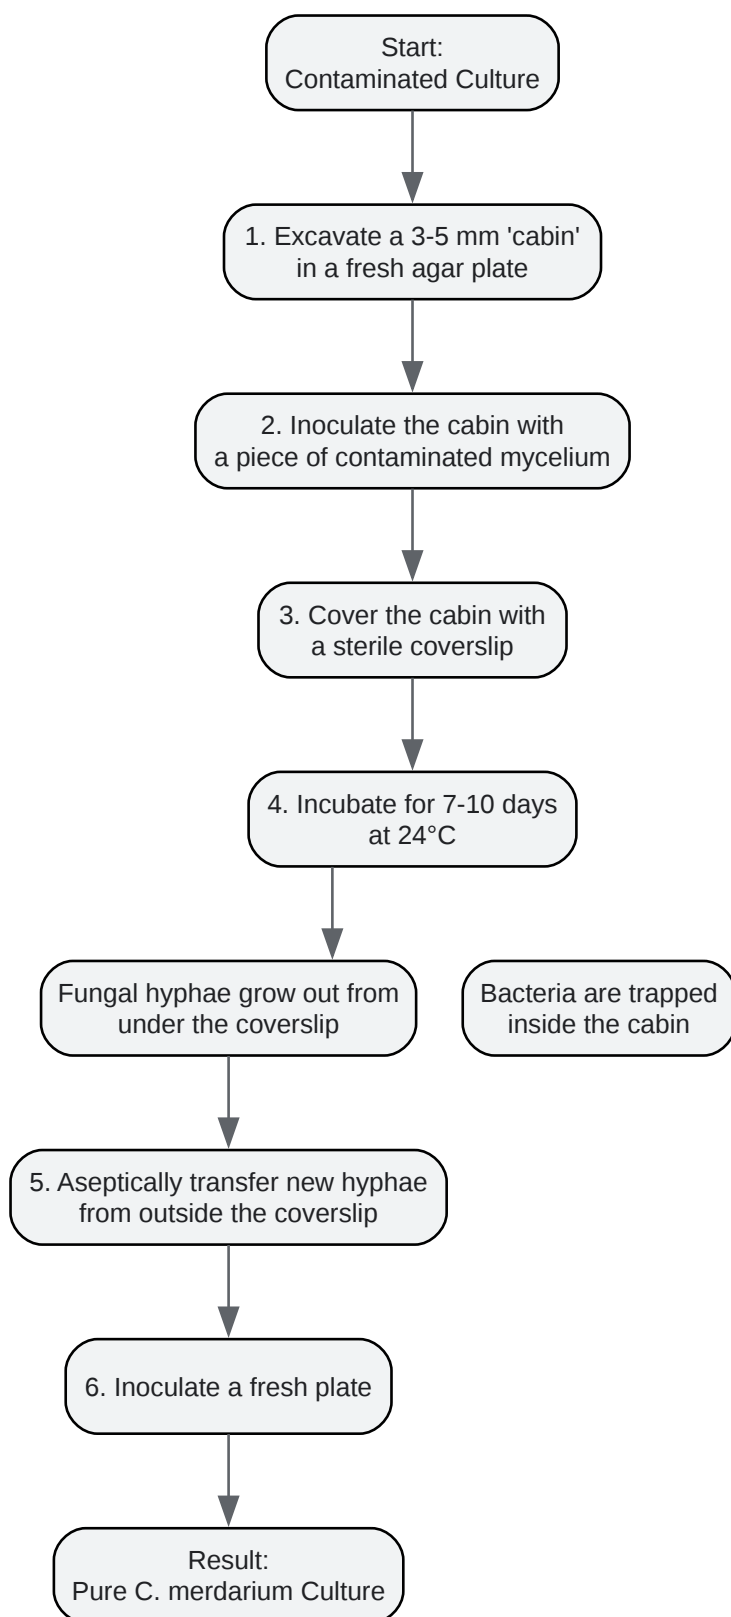 Start:
Contaminated Culture
1. Excavate a 3-5 mm 'cabin'
in a fresh agar plate
2. Inoculate the cabin with
a piece of contaminated mycelium
3. Cover the cabin with
a sterile coverslip
4. Incubate for 7-10 days
at 24°C
Fungal hyphae grow out from
under the coverslip
Bacteria are trapped
inside the cabin
5. Aseptically transfer new hyphae
from outside the coverslip
6. Inoculate a fresh plate
Result:
Pure C. merdarium Culture